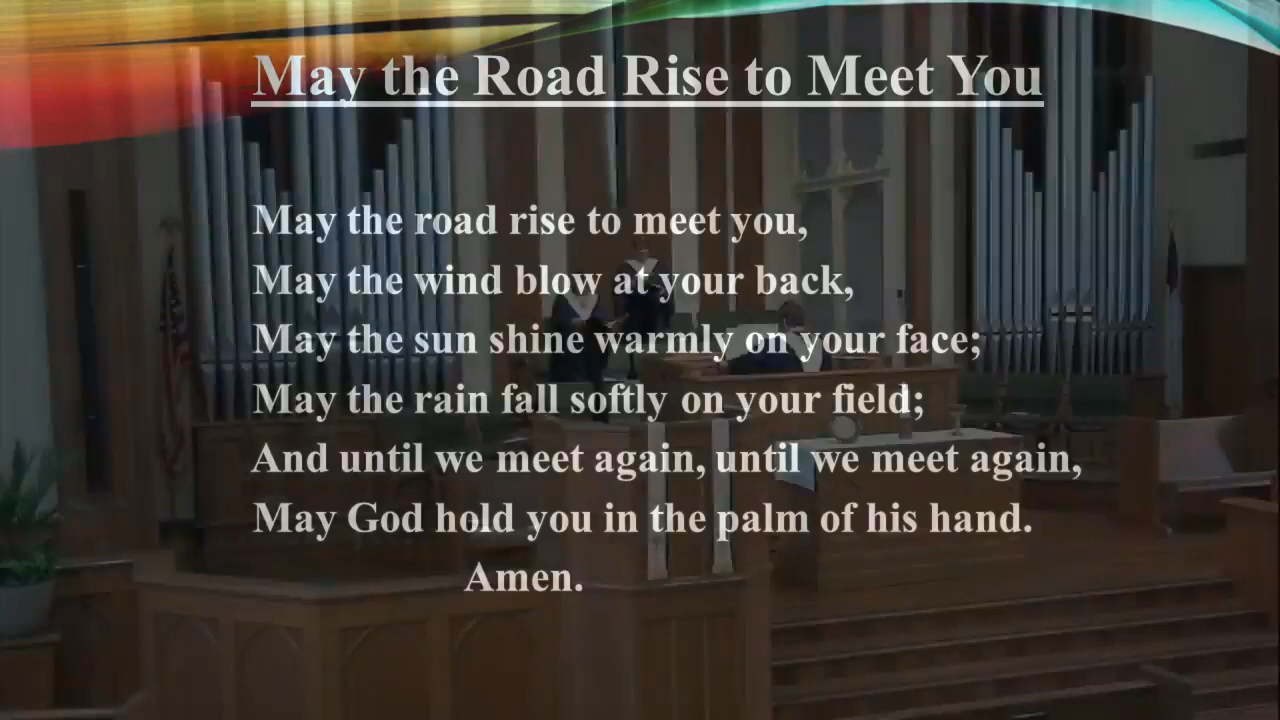 May the Road Rise to Meet You
May the road rise to meet you,
May the wind blow at your back,
May the sun shine warmly on your face;
May the rain fall softly on your field;
And until we meet again, until we meet again,
May God hold you in the palm of his hand.
Amen.